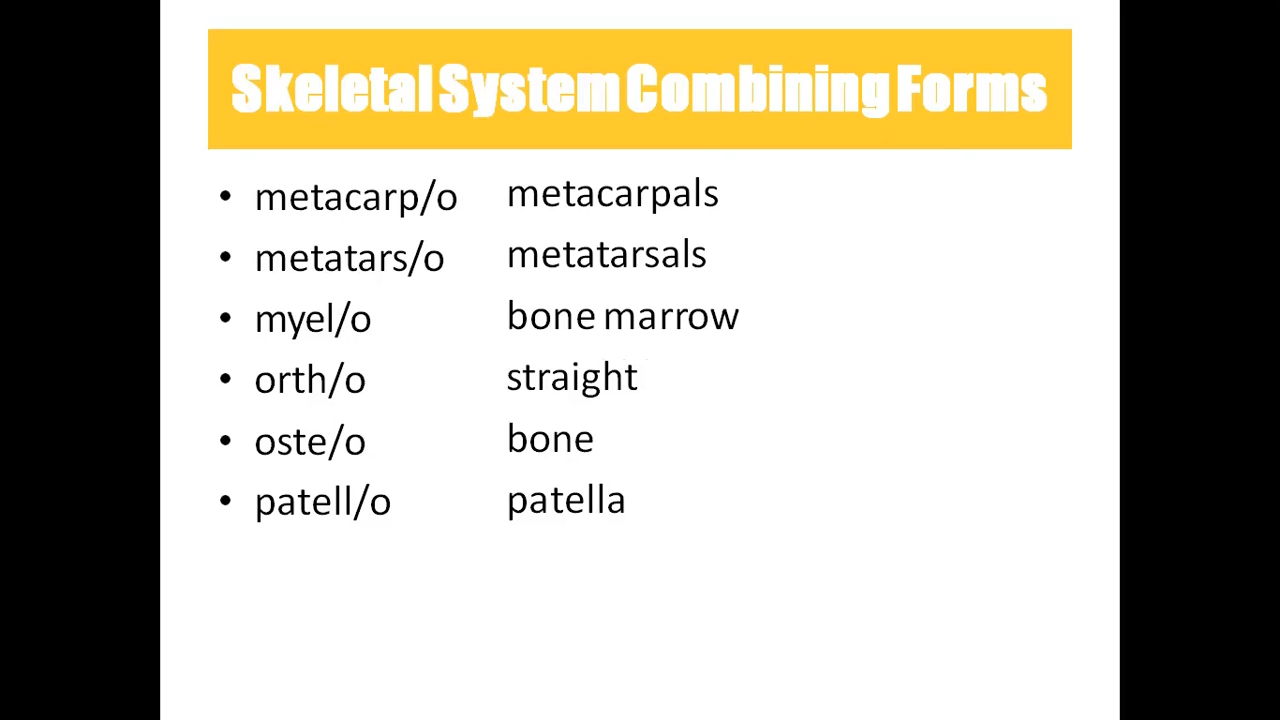 Skeletal System Combining Forms
• metacarp/o metacarpals
• metatars/o metatarsals
• myel/o bone marrow
• orth/o straight
• oste/o bone
• patell/o patella